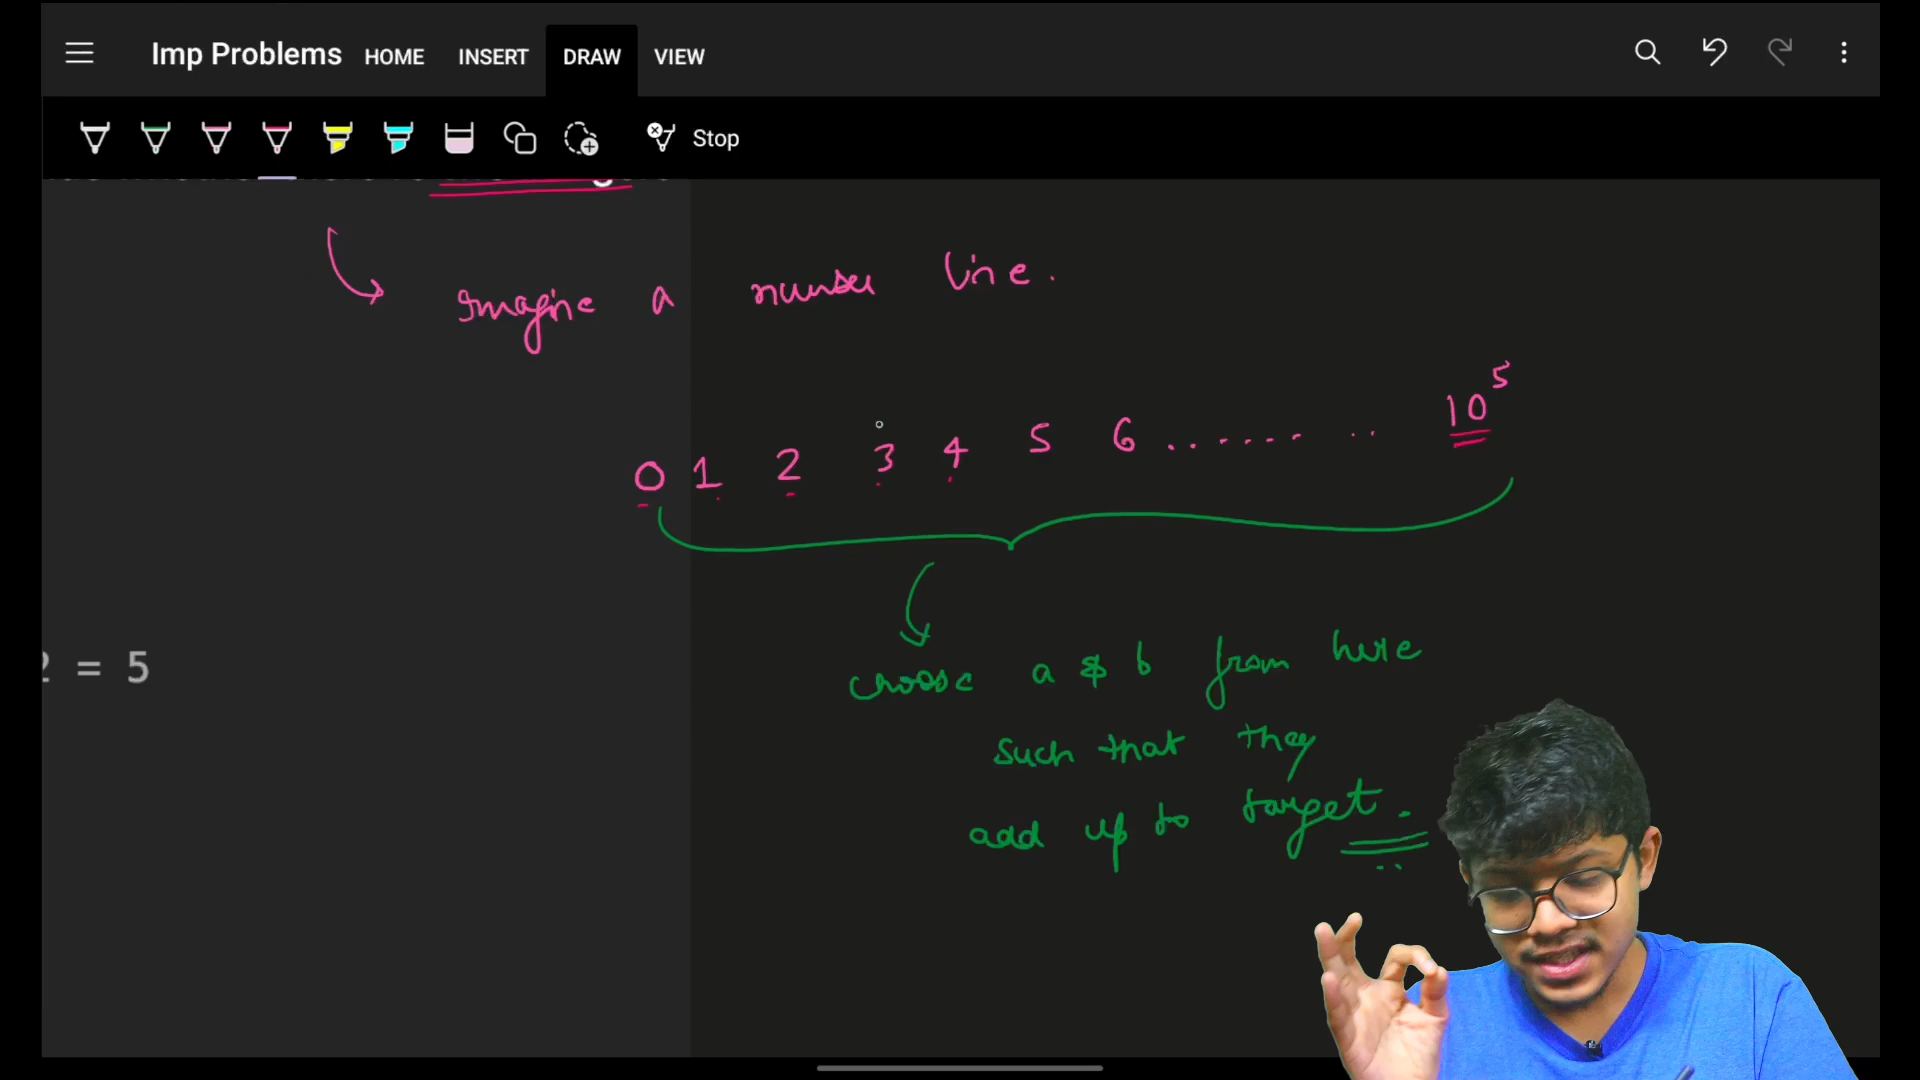 Imp Problems HOME INSERT DRAW VIEW
Stop
Imagine a number line.
0 1 2 3 4 5 6 ......... 10^5
2 = 5
choose a & b from here
such that they
add up to target.